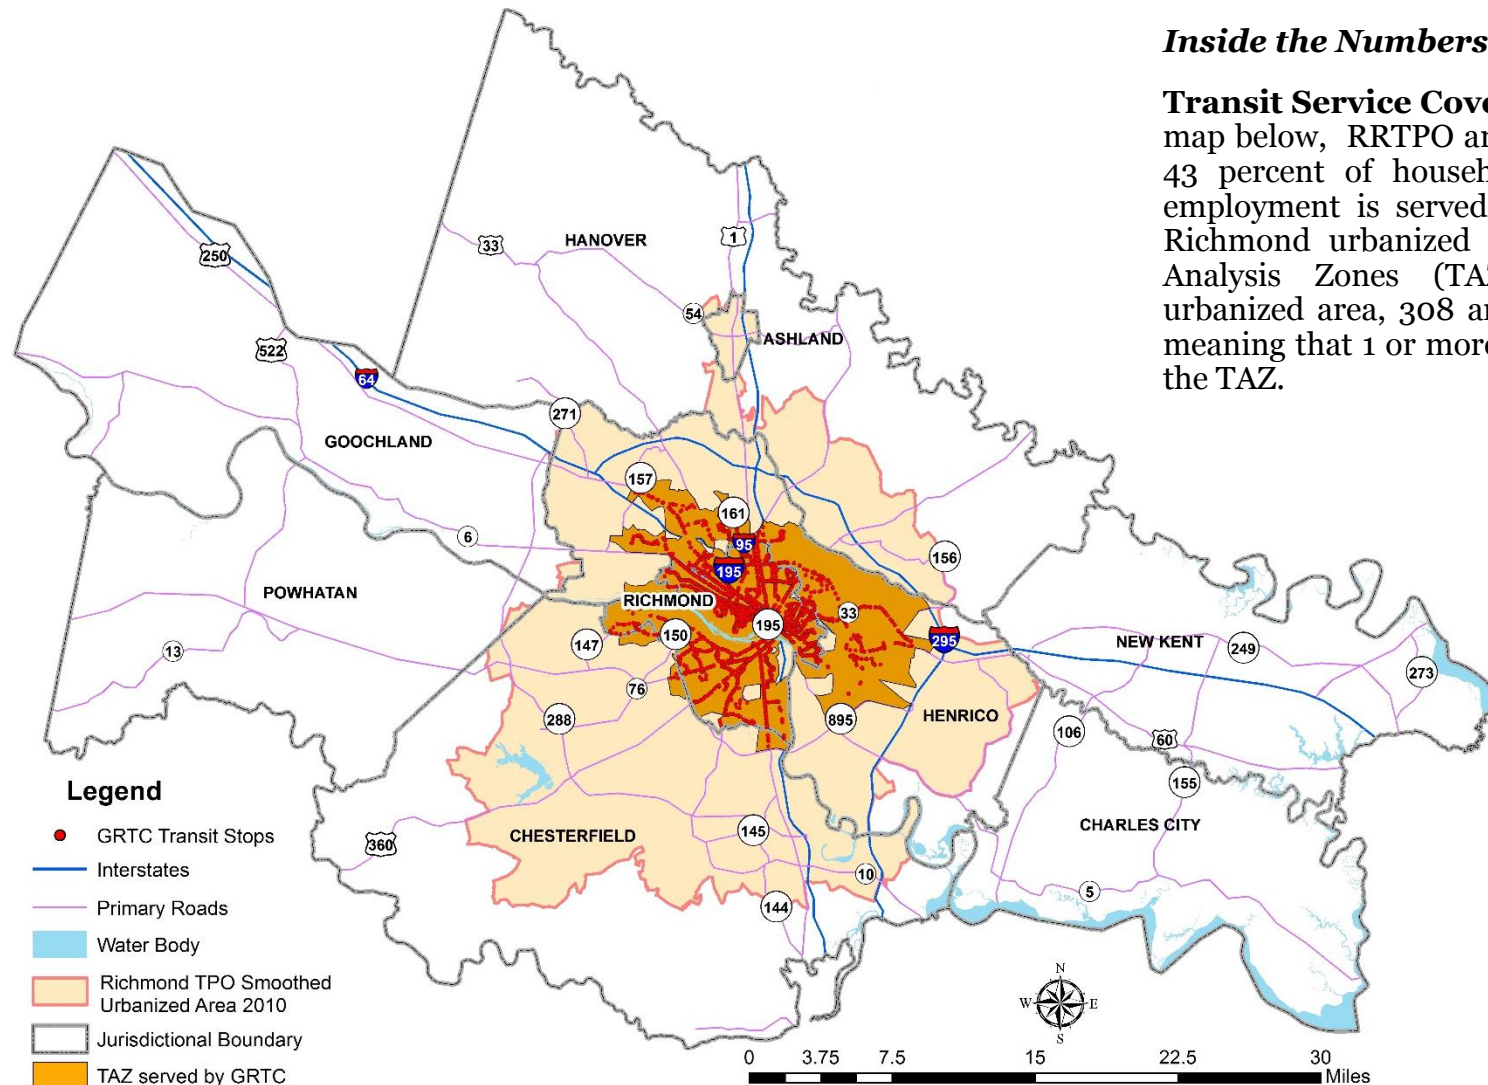 Inside the Numbers
Transit Service
map below, RRTPO
43 percent of
employment is served
Richmond urbanized
Analysis Zones
urbanized area, 308
meaning that 1 or more
the TAZ.
HANOVER
ASHLAND
GOOCHLAND
POWHATAN
RICHMOND
NEW KENT
HENRICO
CHARLES CITY
CHESTERFIELD
250
33
1
54
522
64
271
157
161
95
195
6
156
33
195
150
147
295
249
273
13
76
288
895
106
60
155
360
145
10
144
5
Legend
GRTC Transit Stops
Interstates
Primary Roads
Water Body
Richmond TPO Smoothed
Urbanized Area 2010
Jurisdictional Boundary
TAZ served by GRTC
N
W E
S
0 3.75 7.5 15 22.5 30
Miles